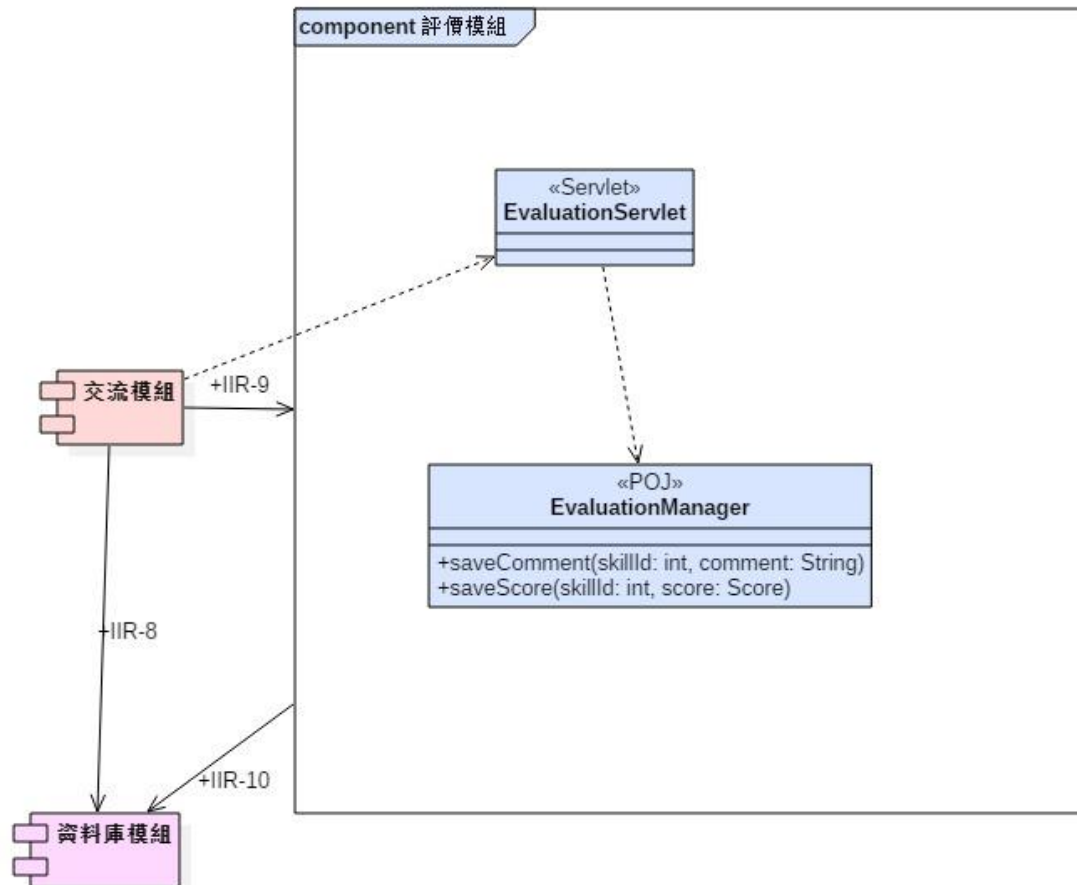 component 評價模組
«Servlet»
EvaluationServlet
交流模組
+IIR-9
«POJ»
EvaluationManager
+saveComment(skillId: int, comment: String)
+saveScore(skillId: int, score: Score)
+IIR-8
+IIR-10
資料庫模組